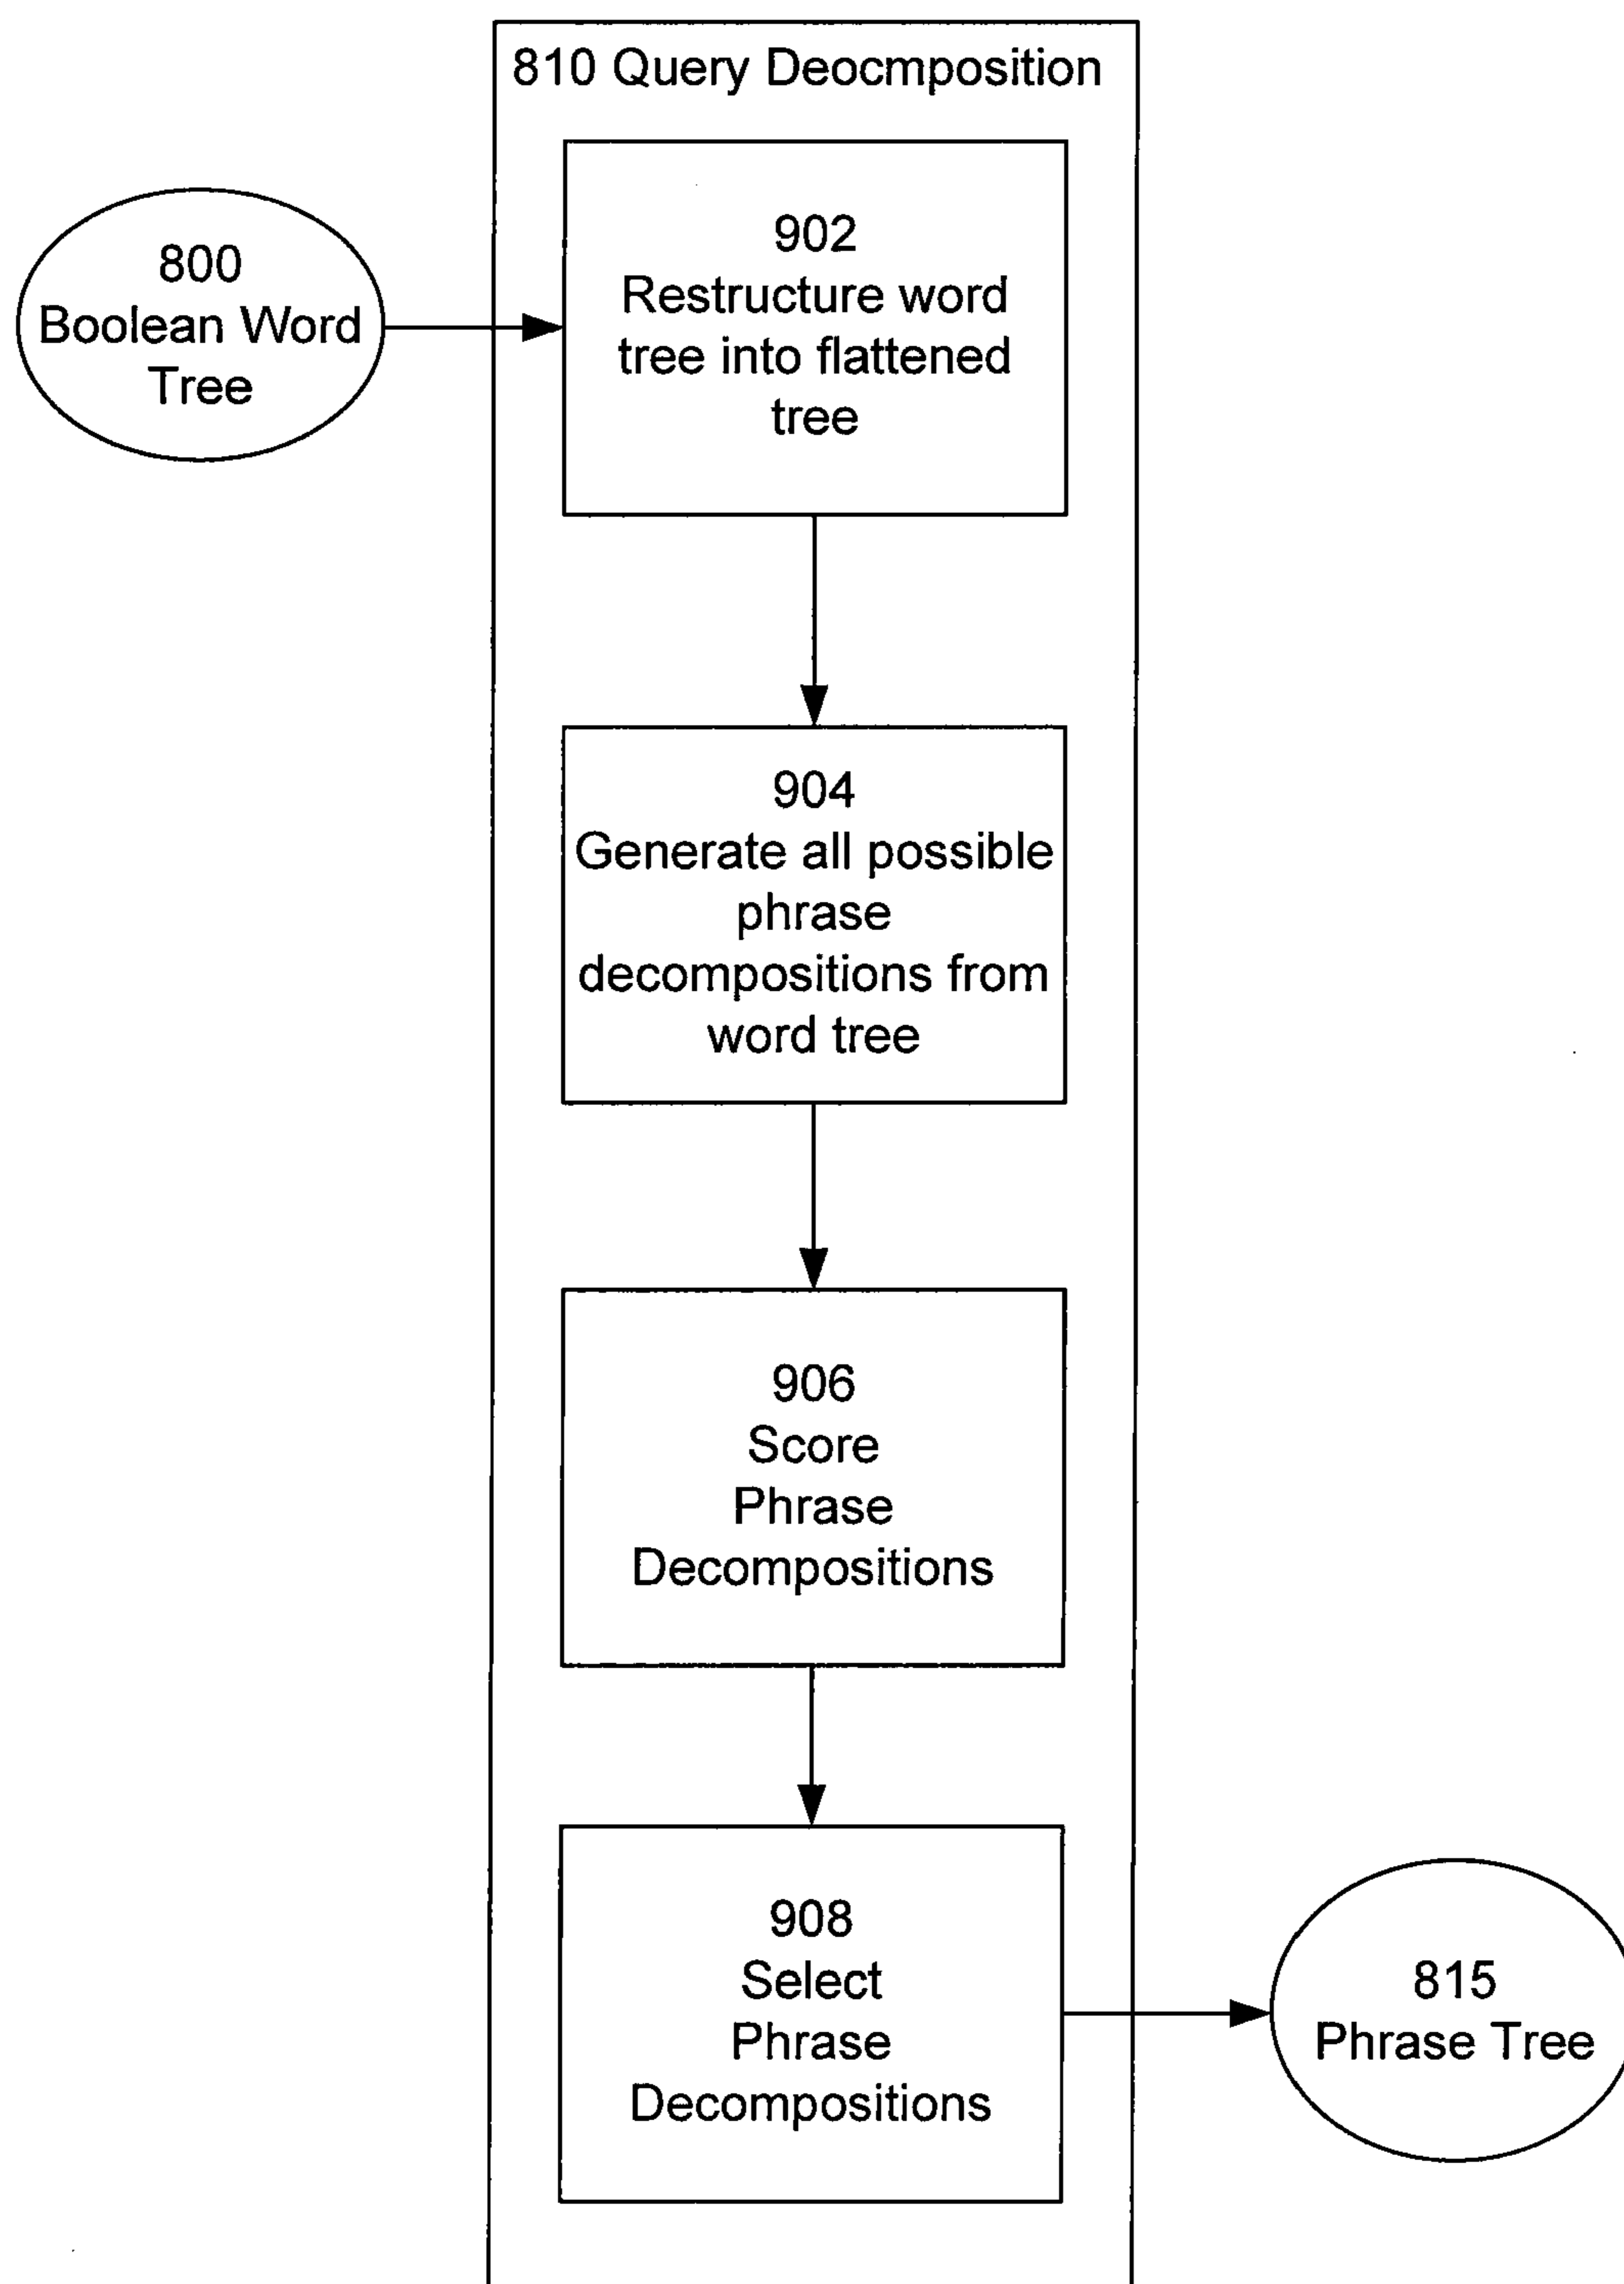 810 Query Deocmposition
800
Boolean Word
Tree
902
Restructure word
tree into flattened
tree
904
Generate all possible
phrase
decompositions from
word tree
906
Score
Phrase
Decompositions
908
Select
Phrase
Decompositions
815
Phrase Tree